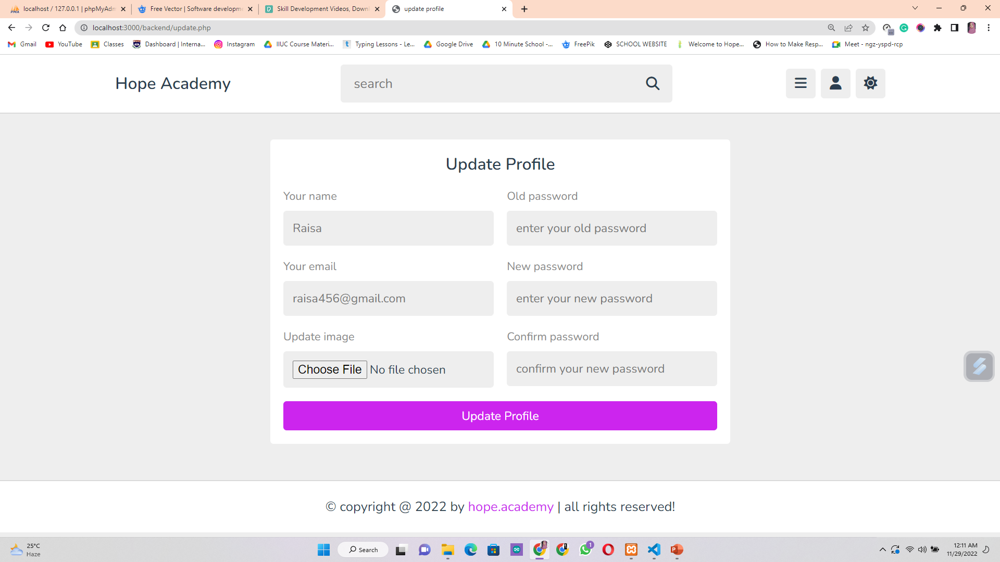 localhost / 127.0.0.1 | phpMyAdm
Free Vector | Software developme
Skill Development Videos, Downl
update profile
localhost:3000/backend/update.php
Gmail
YouTube
Classes
Dashboard | Interna...
Instagram
IIUC Course Materi...
Typing Lessons - Le...
Google Drive
10 Minute School -...
FreePik
SCHOOL WEBSITE
Welcome to Hope...
How to Make Resp...
Meet - ngz-yspd-rcp
Hope Academy
search
Update Profile
Your name
Old password
Raisa
enter your old password
Your email
New password
raisa456@gmail.com
enter your new password
Update image
Confirm password
Choose File No file chosen
confirm your new password
Update Profile
© copyright @ 2022 by hope.academy | all rights reserved!
25°C
Haze
Search
1
12:11 AM
11/29/2022